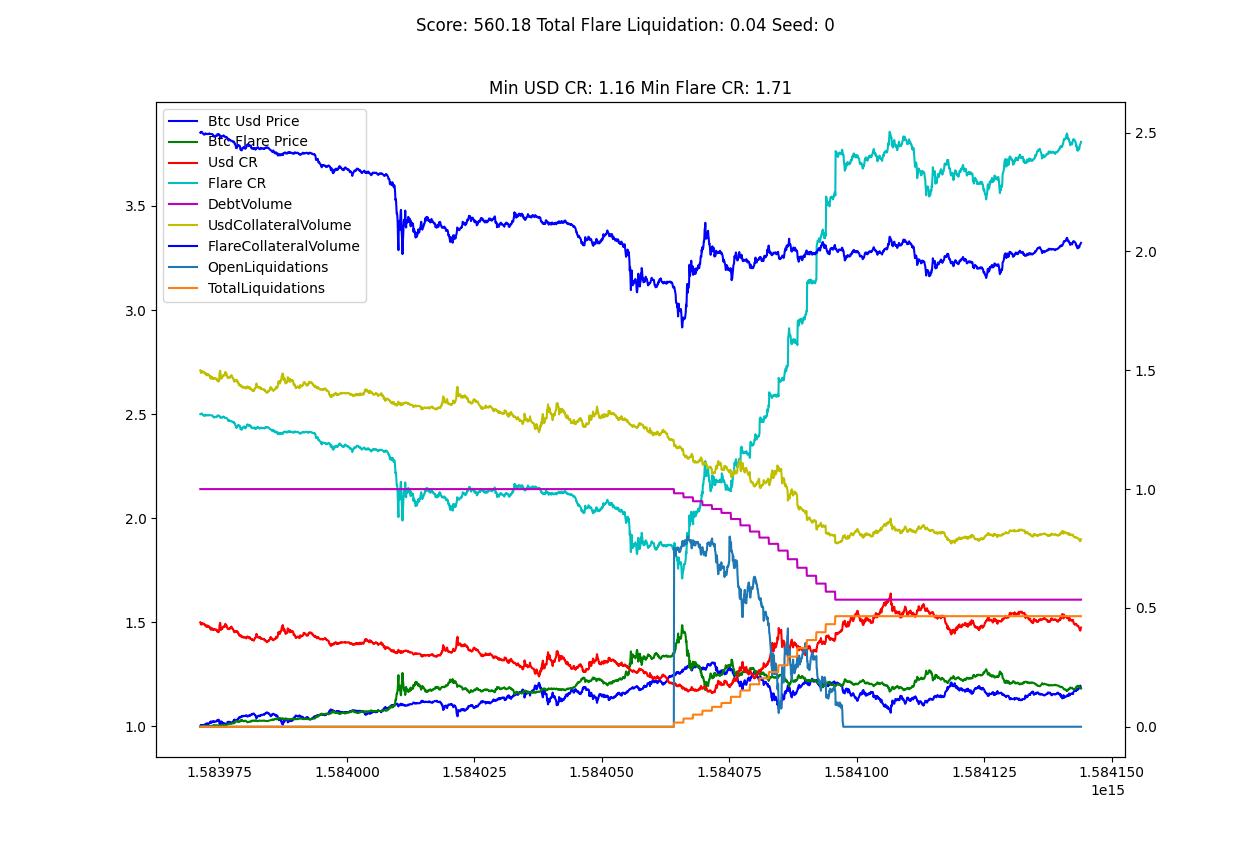 Score: 560.18 Total Flare Liquidation: 0.04 Seed: 0
Min USD CR: 1.16 Min Flare CR: 1.71
Btc Usd Price
Btc Flare Price
Usd CR
Flare CR
DebtVolume
UsdCollateralVolume
FlareCollateralVolume
OpenLiquidations
TotalLiquidations
3.5
3.0
2.5
2.0
1.5
1.0
2.5
2.0
1.5
1.0
0.5
0.0
1.583975 1.584000 1.584025 1.584050 1.584075 1.584100 1.584125 1.584150
1e15